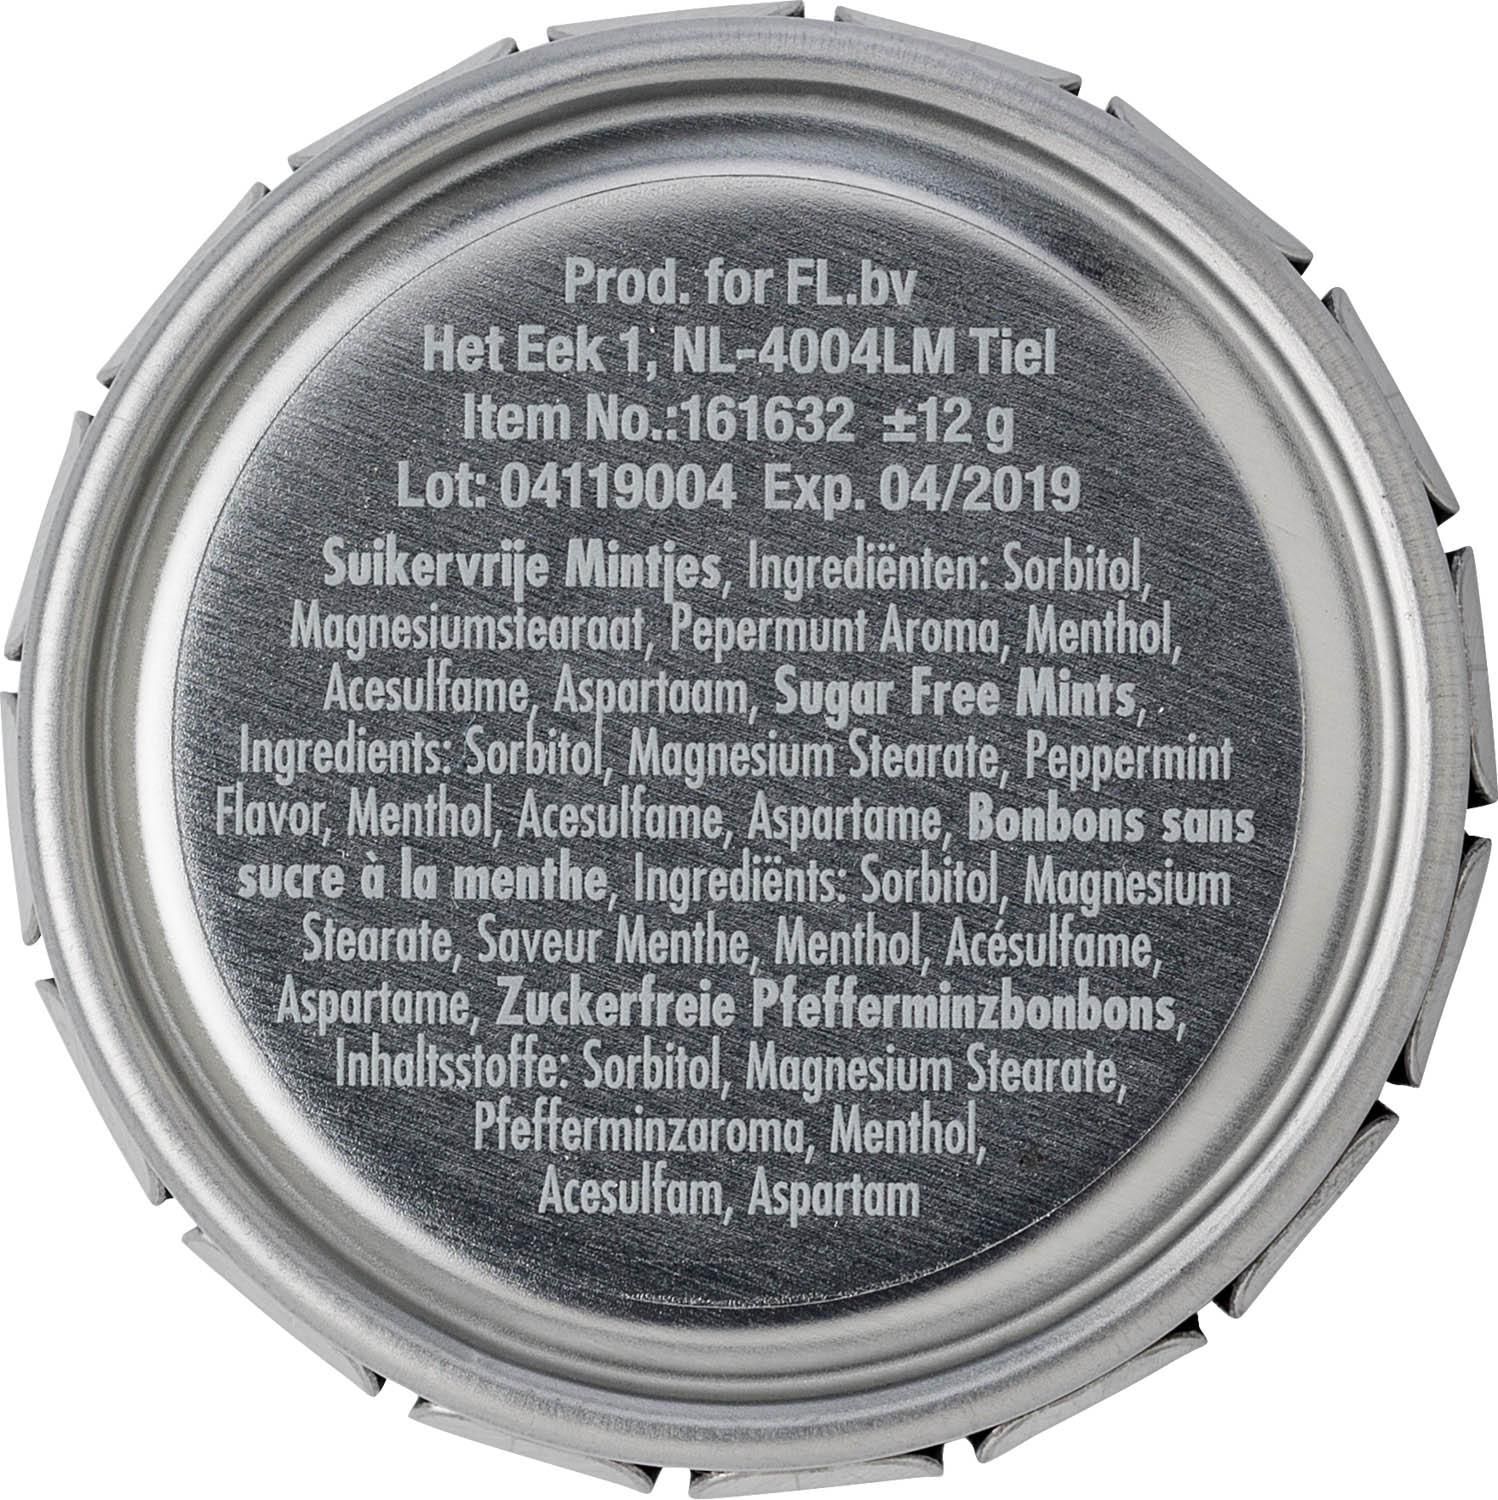 Prod. for FL.bv
Het Eek 1, NL-4004LM Tiel
Item No.:161632 ±12 g
Lot: 04119004 Exp. 04/2019
Suikervrije Mintjes, Ingrediënten: Sorbitol,
Magnesiumstearaat, Pepermunt Aroma, Menthol,
Acesulfame, Aspartaam, Sugar Free Mints,
Ingredients: Sorbitol, Magnesium Stearate, Peppermint
Flavor, Menthol, Acesulfame, Aspartame, Bonbons sans
sucre à la menthe, Ingrediënts: Sorbitol, Magnesium
Stearate, Saveur Menthe, Menthol, Acésulfame,
Aspartame, Zuckerfreie Pfefferminzbonbons,
Inhaltsstoffe: Sorbitol, Magnesium Stearate,
Pfefferminzaroma, Menthol,
Acesulfam, Aspartam